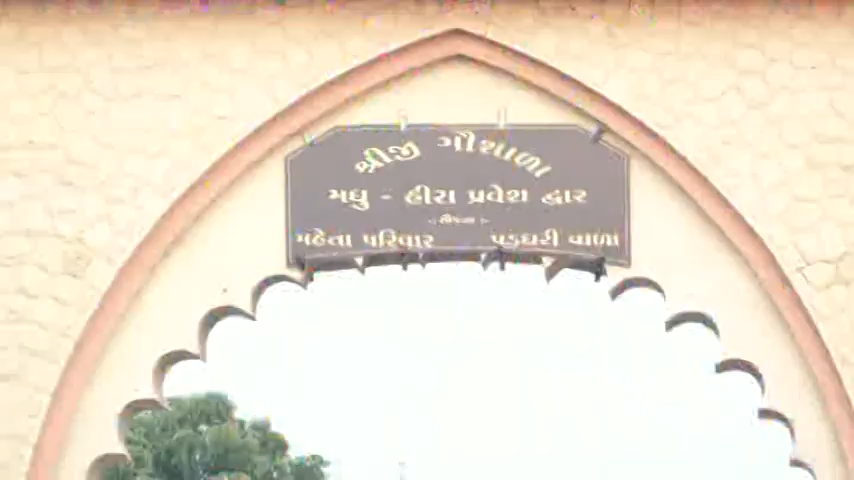 શ્રીજી ગૌશાળા
મધુ - હીરા પ્રવેશ દ્વાર
મહેતા પરિવાર પડધરી વાળા